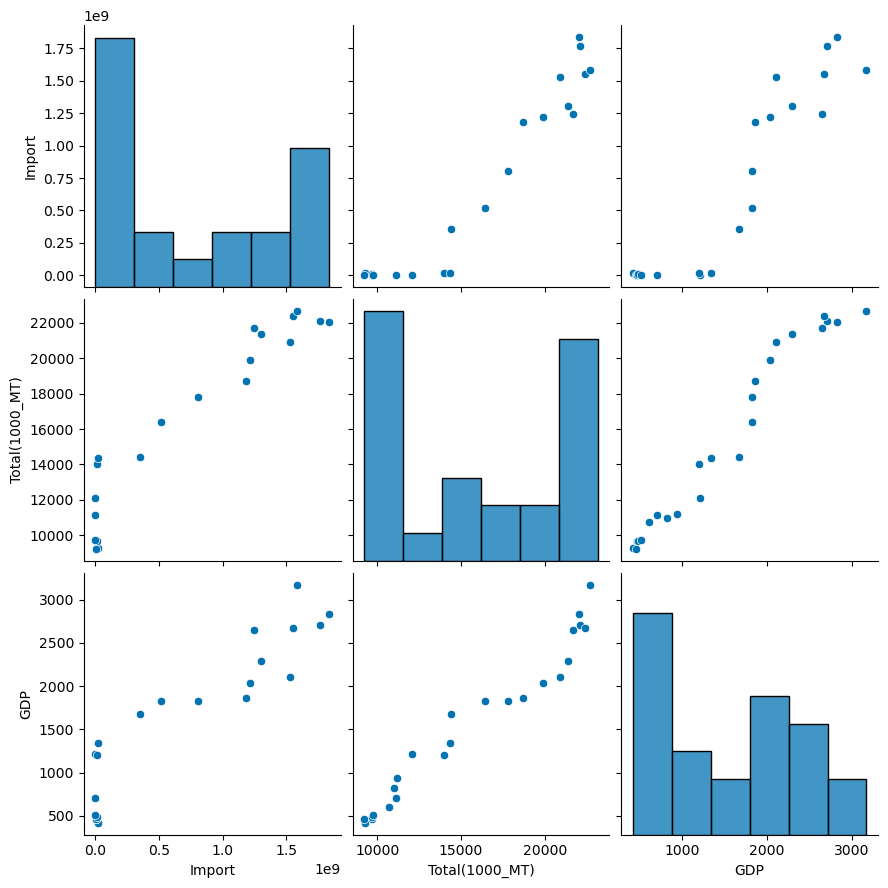 1e9
1.75
1.50
1.25
1.00
0.75
0.50
0.25
0.00
Import
22000
20000
18000
16000
14000
12000
10000
Total(1000_MT)
3000
2500
2000
1500
1000
500
GDP
0.0 0.5 1.0 1.5
1e9
Import
10000 15000 20000
Total(1000_MT)
1000 2000 3000
GDP